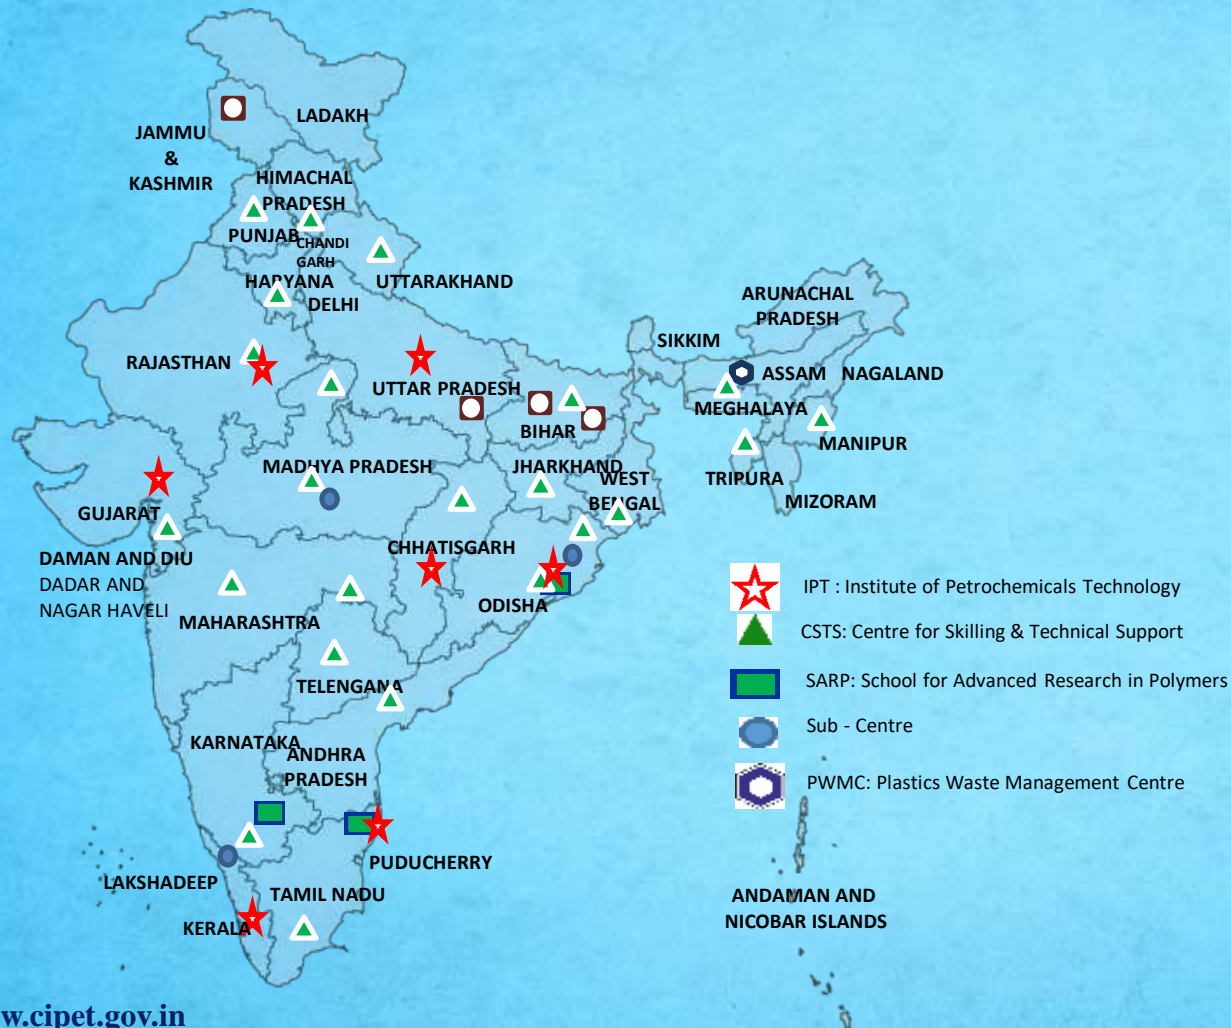 LADAKH
JAMMU
&
KASHMIR
HIMACHAL
PRADESH
PUNJAB
CHANDI
GARH
HARYANA
DELHI
UTTARAKHAND
ARUNACHAL
PRADESH
SIKKIM
RAJASTHAN
UTTAR PRADESH
ASSAM
NAGALAND
MEGHALAYA
BIHAR
MANIPUR
MADHYA PRADESH
JHARKHAND
WEST
BENGAL
TRIPURA
MIZORAM
GUJARAT
CHHATISGARH
DAMAN AND DIU
DADAR AND
NAGAR HAVELI
ODISHA
MAHARASHTRA
TELENGANA
KARNATAKA
ANDHRA
PRADESH
PUDUCHERRY
LAKSHADEEP
TAMIL NADU
KERALA
IPT : Institute of Petrochemicals Technology
CSTS: Centre for Skilling & Technical Support
SARP: School for Advanced Research in Polymers
Sub - Centre
PWMC: Plastics Waste Management Centre
ANDAMAN AND
NICOBAR ISLANDS
w.cipet.gov.in